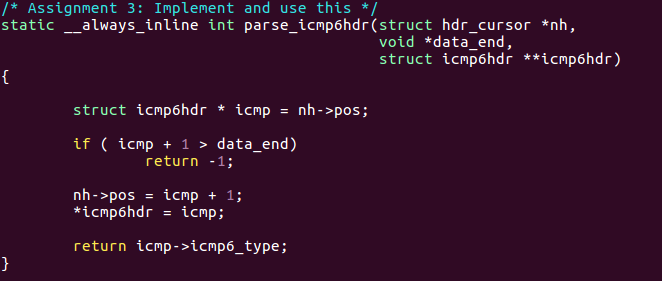 /* Assignment 3: Implement and use this */
static __always_inline int parse_icmp6hdr(struct hdr_cursor *nh,
                                          void *data_end,
                                          struct icmp6hdr **icmp6hdr)
{
        struct icmp6hdr * icmp = nh->pos;
        if ( icmp + 1 > data_end)
                return -1;
        nh->pos = icmp + 1;
        *icmp6hdr = icmp;
        return icmp->icmp6_type;
}